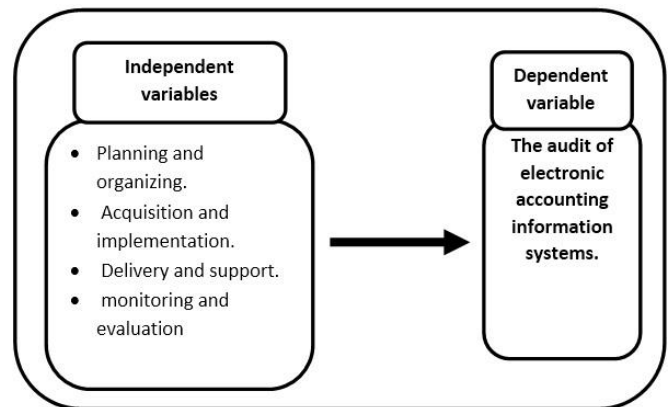 Independent
variables
• Planning and
organizing.
• Acquisition and
implementation.
• Delivery and support.
• monitoring and
evaluation
Dependent
variable
The audit of
electronic
accounting
information
systems.